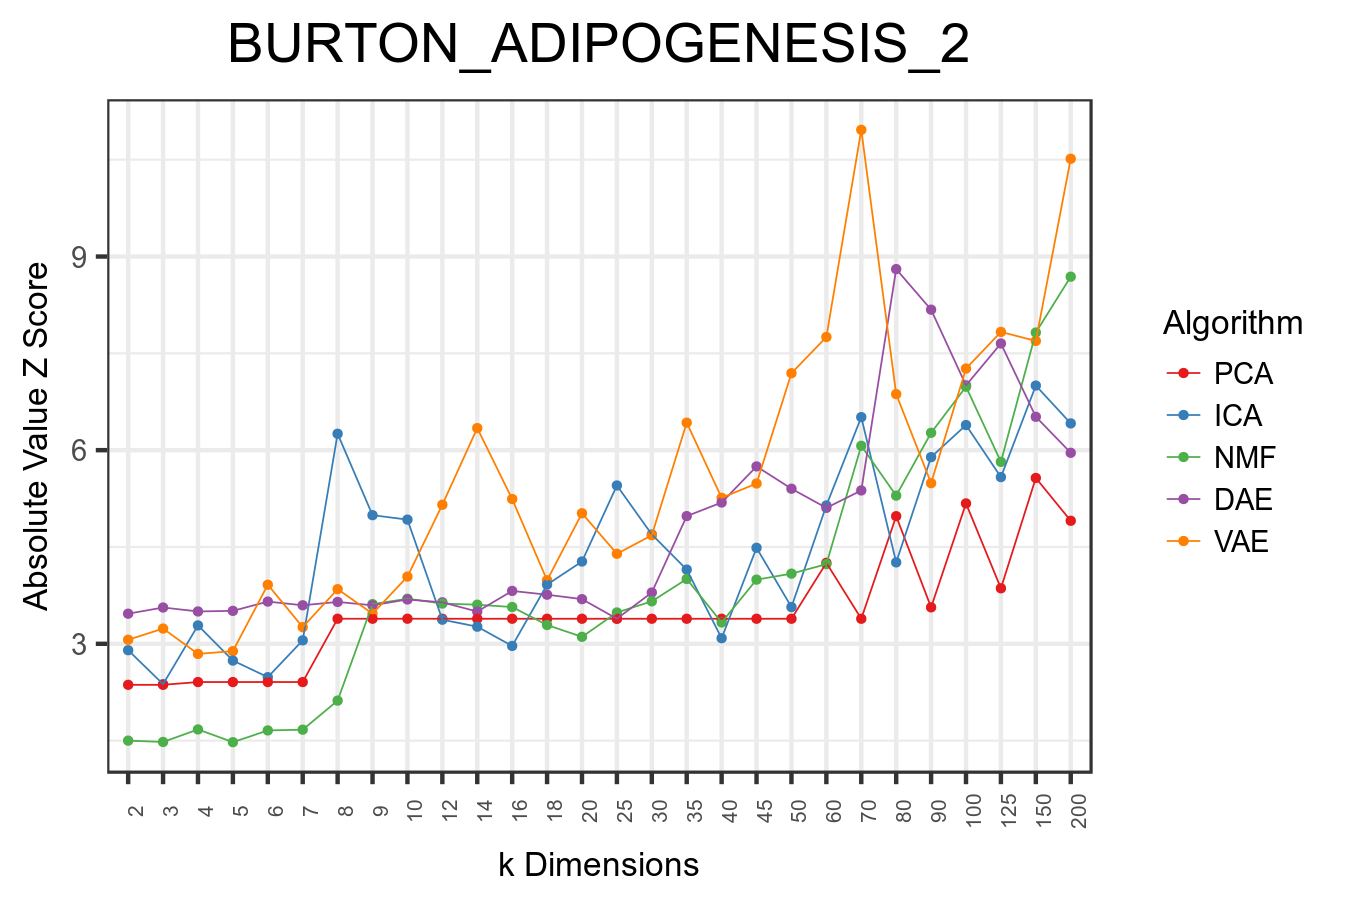 BURTON_ADIPOGENESIS_2
Absolute Value Z Score
9
6
3
2 3 4 5 6 7 8 9 10 12 14 16 18 20 25 30 35 40 45 50 60 70 80 90 100 125 150 200
k Dimensions
Algorithm
PCA
ICA
NMF
DAE
VAE